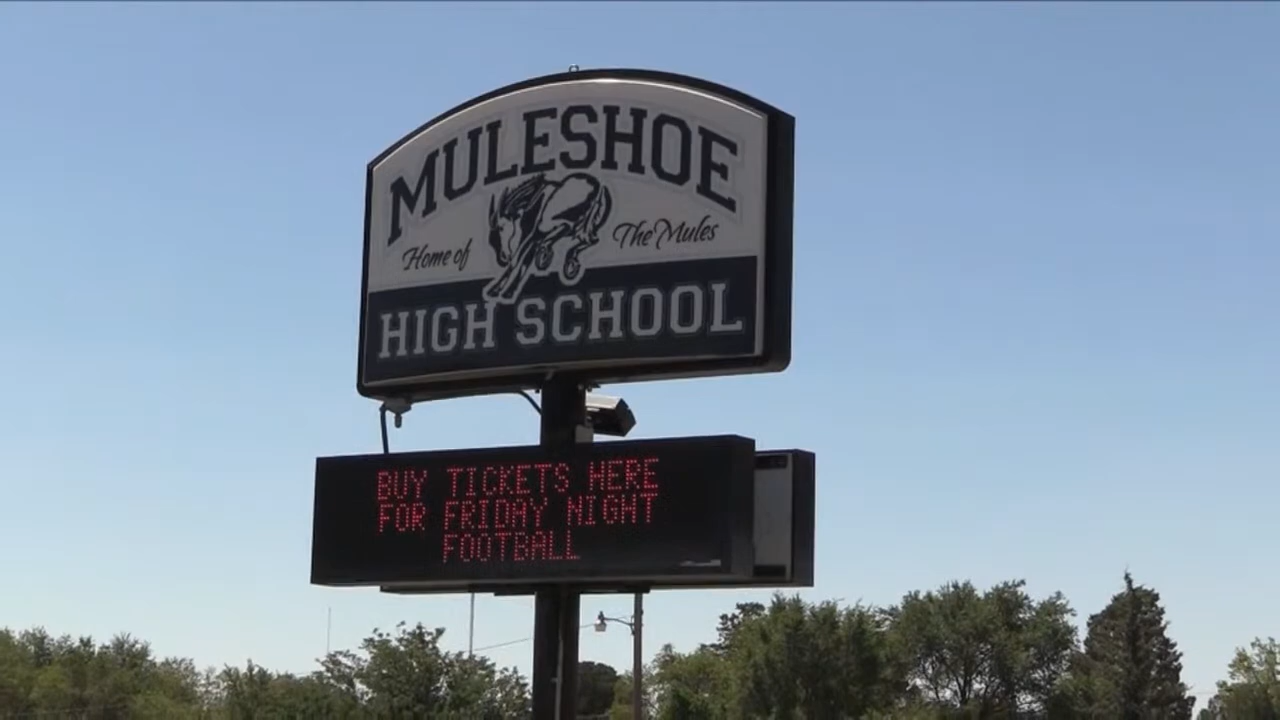 MULESHOE
Home of The Mules
HIGH SCHOOL
BUY TICKETS HERE
FOR FRIDAY NIGHT
FOOTBALL